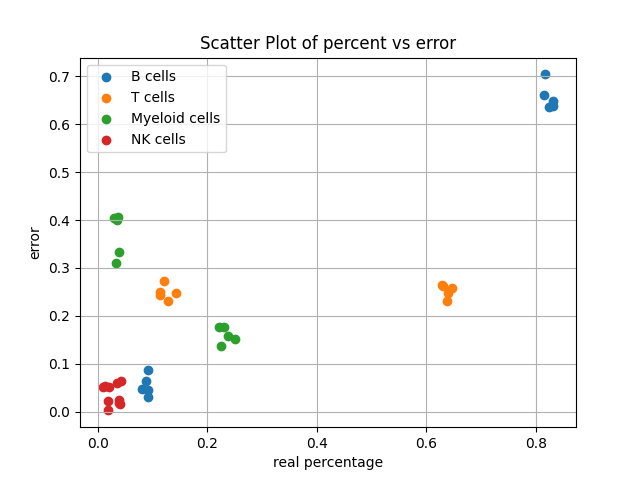 Scatter Plot of percent vs error
B cells
T cells
Myeloid cells
NK cells
error
0.7
0.6
0.5
0.4
0.3
0.2
0.1
0.0
0.0 0.2 0.4 0.6 0.8
real percentage